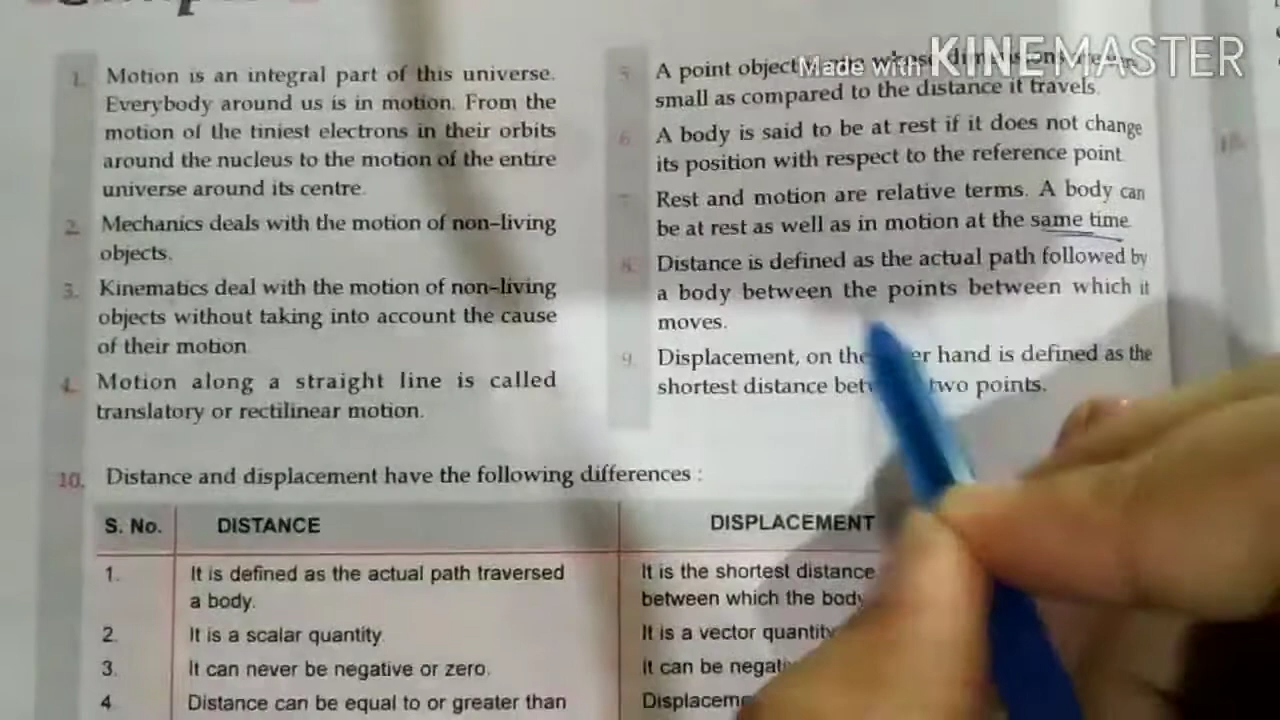 1. Motion is an integral part of this universe.
Everybody around us is in motion. From the
motion of the tiniest electrons in their orbits
around the nucleus to the motion of the entire
universe around its centre.
2. Mechanics deals with the motion of non-living
objects.
3. Kinematics deal with the motion of non-living
objects without taking into account the cause
of their motion.
4. Motion along a straight line is called
translatory or rectilinear motion.
5. A point object whose dimensions
small as compared to the distance it travels.
6. A body is said to be at rest if it does not change
its position with respect to the reference point.
7. Rest and motion are relative terms. A body can
be at rest as well as in motion at the same time.
8. Distance is defined as the actual path followed by
a body between the points between which it
moves.
9. Displacement, on the hand is defined as the
shortest distance two points.
Made with KINEMASTER
10. Distance and displacement have the following differences :
S. No. DISTANCE DISPLACEMENT
1. It is defined as the actual path traversed It is the shortest distance
a body. between which the body
2. It is a scalar quantity. It is a vector quantity
3. It can never be negative or zero. It can be
4. Distance can be equal to or greater than